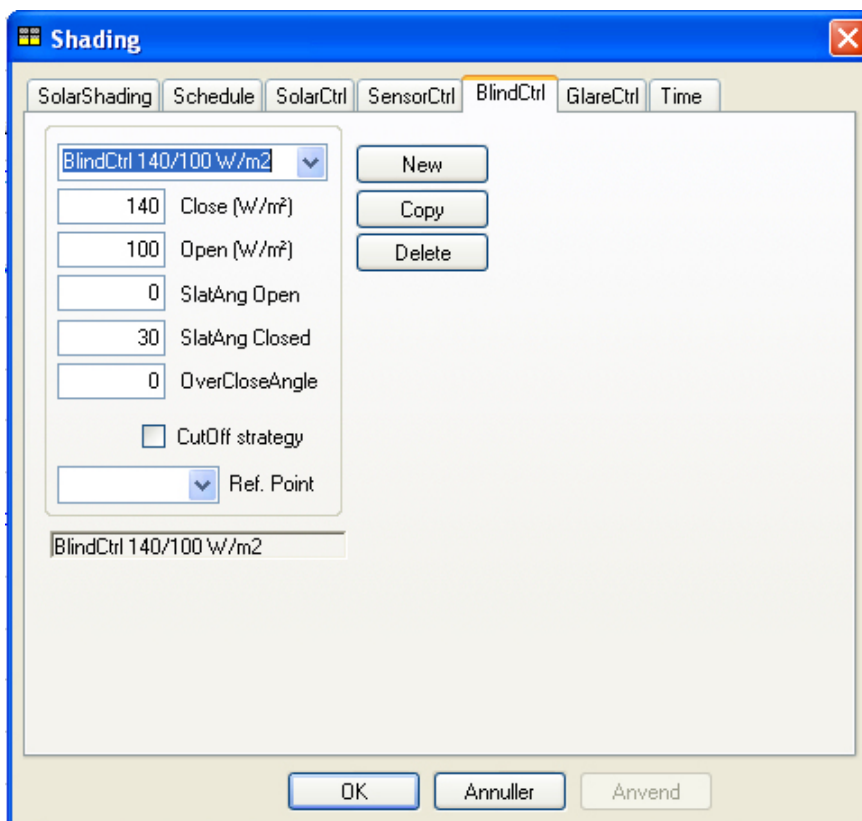 Shading
SolarShading Schedule SolarCtrl SensorCtrl BlindCtrl GlareCtrl Time
BlindCtrl 140/100 W/m2 New
140 Close (W/m²) Copy
100 Open (W/m²) Delete
0 SlatAng Open
30 SlatAng Closed
0 OverCloseAngle
CutOff strategy
Ref. Point
BlindCtrl 140/100 W/m2
OK Annuller Anvend